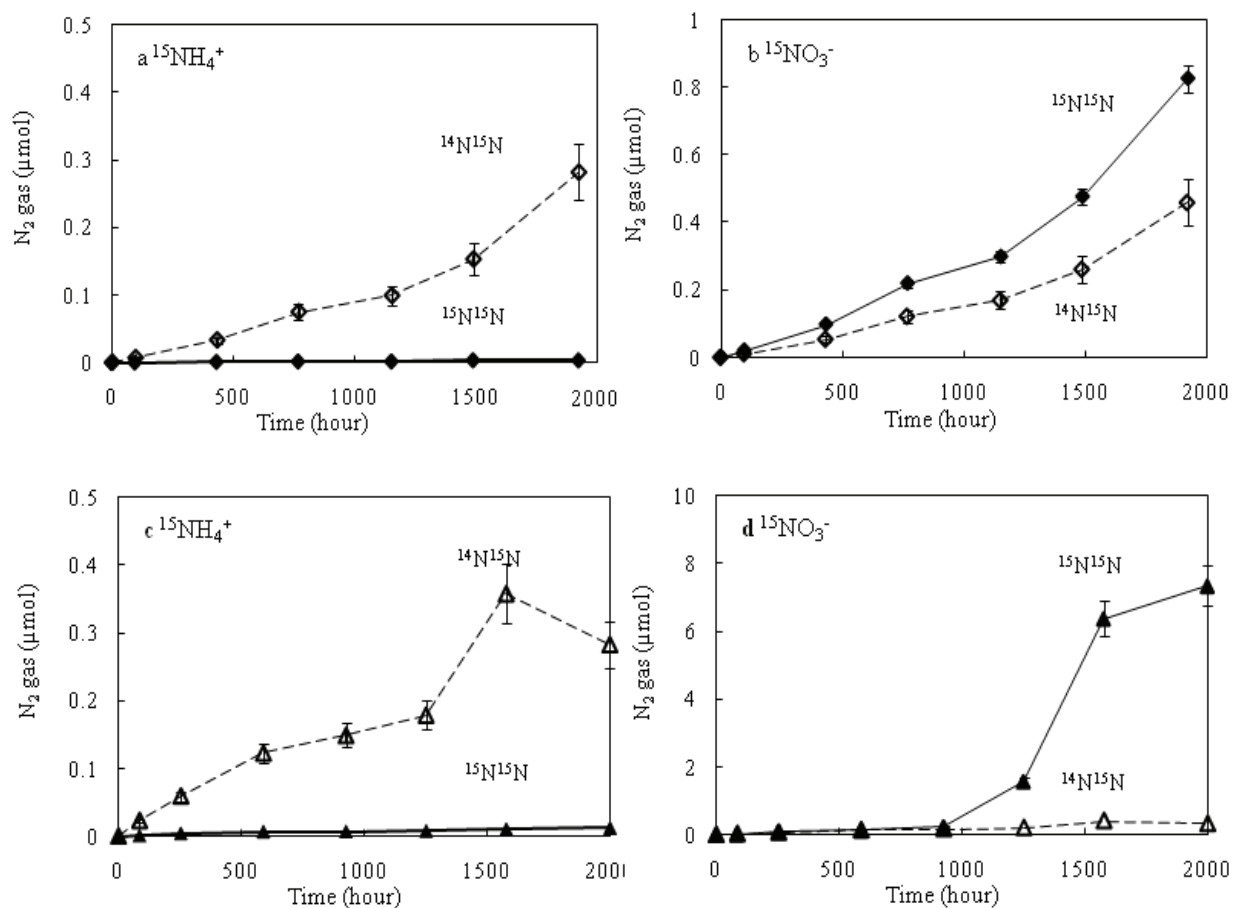 a ¹⁵NH₄⁺
N₂ gas (µmol)
0.5
0.4
0.3
0.2
0.1
0
¹⁴N¹⁵N
¹⁵N¹⁵N
0 500 1000 1500 2000
Time (hour)
b ¹⁵NO₃⁻
N₂ gas (µmol)
1
0.8
0.6
0.4
0.2
0
¹⁵N¹⁵N
¹⁴N¹⁵N
0 500 1000 1500 2000
Time (hour)
c ¹⁵NH₄⁺
N₂ gas (µmol)
0.5
0.4
0.3
0.2
0.1
0
¹⁴N¹⁵N
¹⁵N¹⁵N
0 500 1000 1500 2000
Time (hour)
d ¹⁵NO₃⁻
N₂ gas (µmol)
10
8
6
4
2
0
¹⁵N¹⁵N
¹⁴N¹⁵N
0 500 1000 1500 2000
Time (hour)